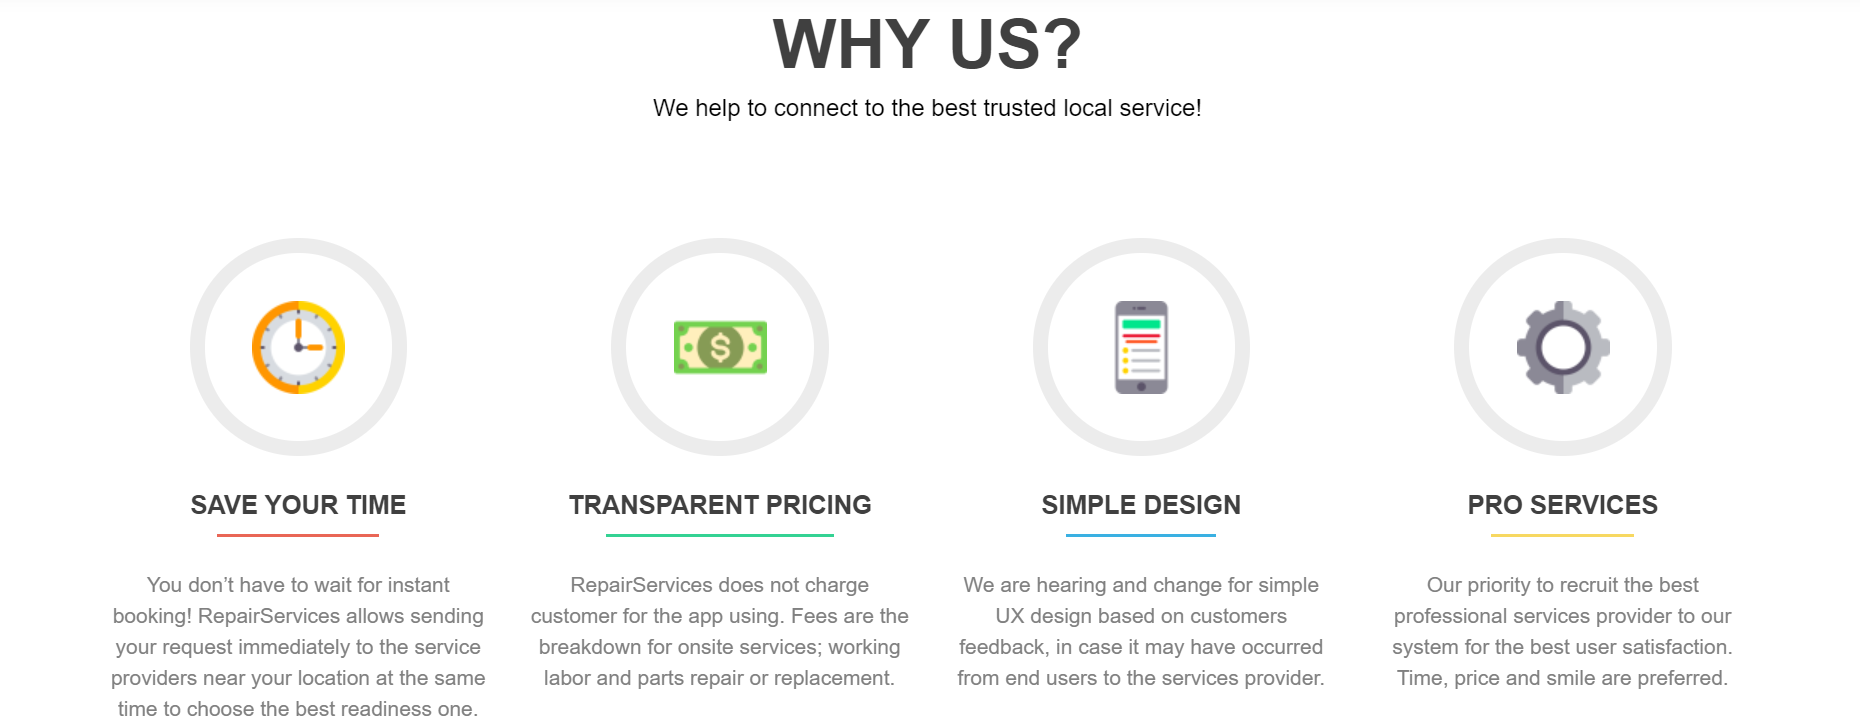 WHY US?
We help to connect to the best trusted local service!
SAVE YOUR TIME
You don’t have to wait for instant
booking! RepairServices allows sending
your request immediately to the service
providers near your location at the same
time to choose the best readiness one.
TRANSPARENT PRICING
RepairServices does not charge
customer for the app using. Fees are the
breakdown for onsite services; working
labor and parts repair or replacement.
SIMPLE DESIGN
We are hearing and change for simple
UX design based on customers
feedback, in case it may have occurred
from end users to the services provider.
PRO SERVICES
Our priority to recruit the best
professional services provider to our
system for the best user satisfaction.
Time, price and smile are preferred.